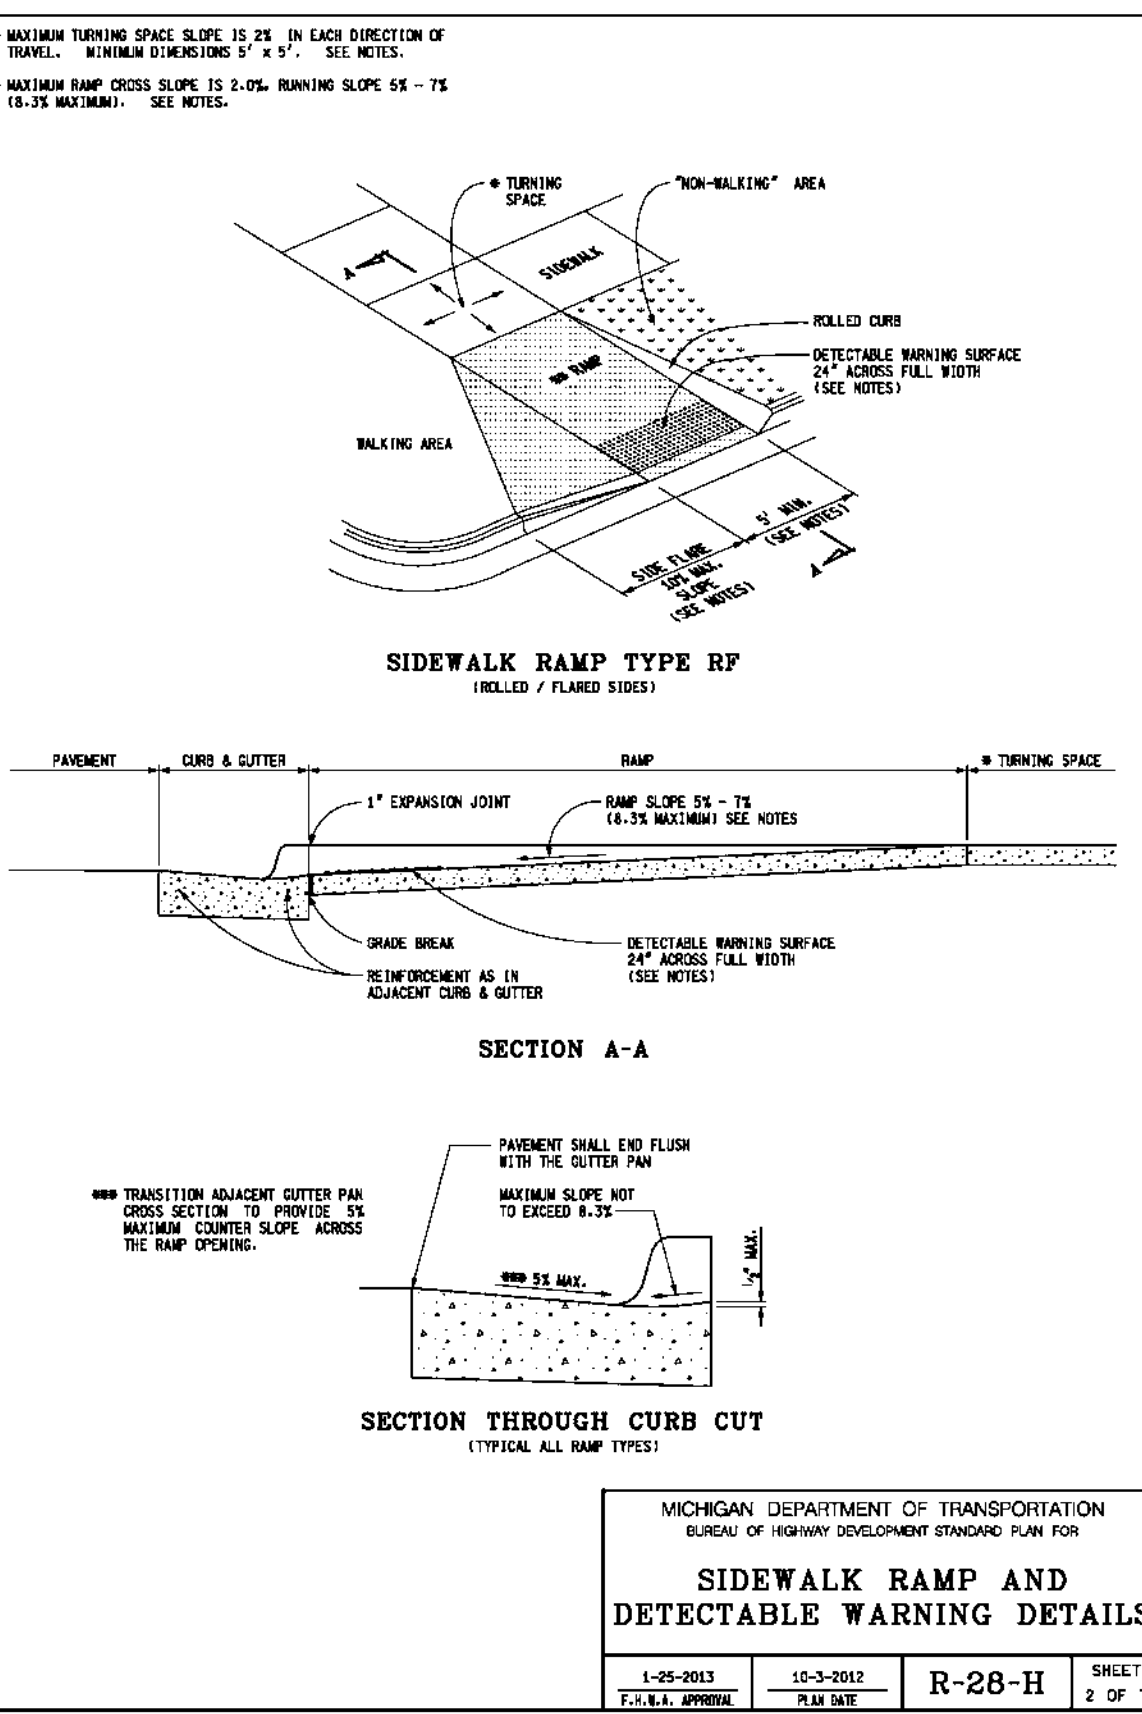 MAXIMUM TURNING SPACE SLOPE IS 2% IN EACH DIRECTION OF
TRAVEL. MINIMUM DIMENSIONS 5' x 5'. SEE NOTES.
MAXIMUM RAMP CROSS SLOPE IS 2.0%, RUNNING SLOPE 5% - 7%
(8.3% MAXIMUM). SEE NOTES.
* TURNING
SPACE
"NON-WALKING" AREA
A
SIDEWALK
ROLLED CURB
DETECTABLE WARNING SURFACE
24" ACROSS FULL WIDTH
(SEE NOTES)
** RAMP
WALKING AREA
5' MIN.
(SEE NOTES)
SIDE FLARE
10% MAX.
SLOPE
(SEE NOTES)
A
SIDEWALK RAMP TYPE RF
(ROLLED / FLARED SIDES)
PAVEMENT
CURB & GUTTER
RAMP
* TURNING SPACE
1" EXPANSION JOINT
RAMP SLOPE 5% - 7%
(8.3% MAXIMUM) SEE NOTES
GRADE BREAK
REINFORCEMENT AS IN
ADJACENT CURB & GUTTER
DETECTABLE WARNING SURFACE
24" ACROSS FULL WIDTH
(SEE NOTES)
SECTION A-A
PAVEMENT SHALL END FLUSH
WITH THE GUTTER PAN
*** TRANSITION ADJACENT GUTTER PAN
CROSS SECTION TO PROVIDE 5%
MAXIMUM COUNTER SLOPE ACROSS
THE RAMP OPENING.
MAXIMUM SLOPE NOT
TO EXCEED 8.3%
*** 5% MAX.
1/2" MAX.
SECTION THROUGH CURB CUT
(TYPICAL ALL RAMP TYPES)
MICHIGAN DEPARTMENT OF TRANSPORTATION
BUREAU OF HIGHWAY DEVELOPMENT STANDARD PLAN FOR
SIDEWALK RAMP AND
DETECTABLE WARNING DETAILS
1-25-2013
F.H.W.A. APPROVAL
10-3-2012
PLAN DATE
R-28-H
SHEET
2 OF